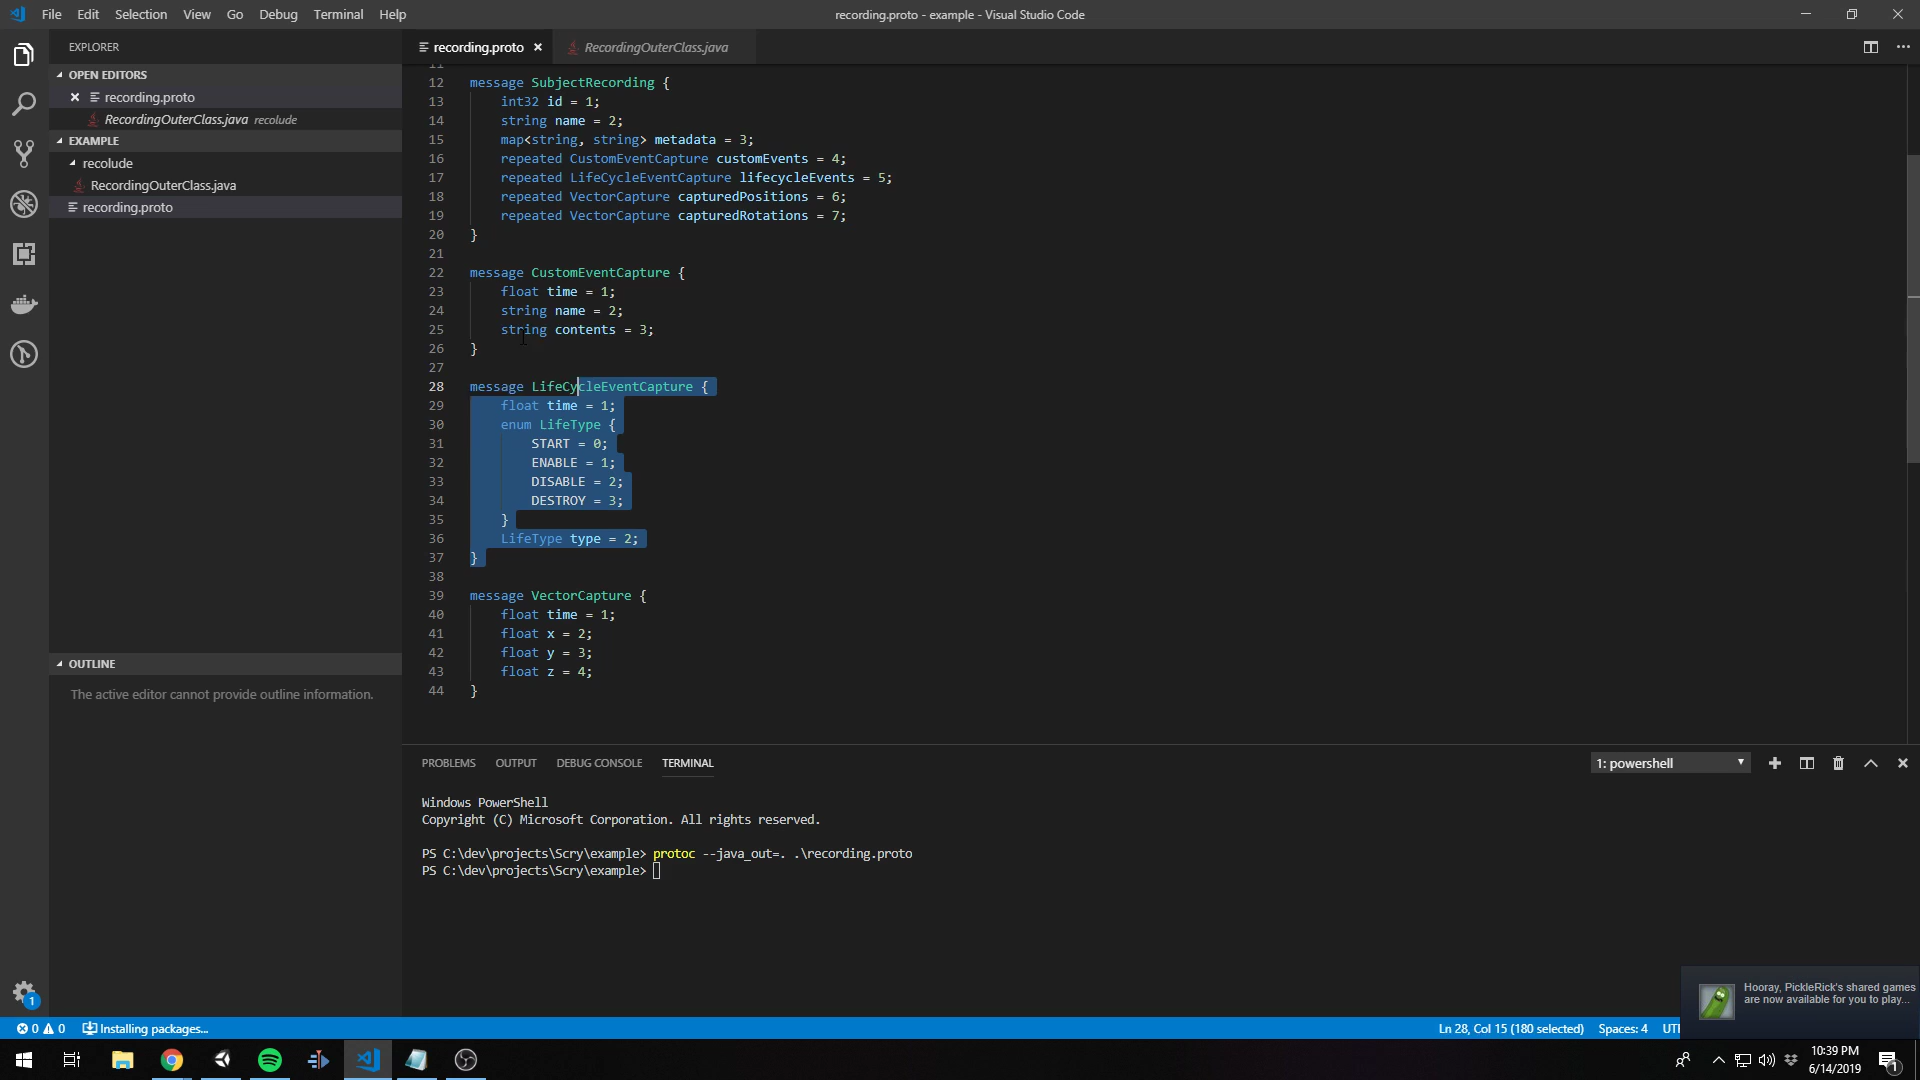 File Edit Selection View Go Debug Terminal Help
recording.proto - example - Visual Studio Code
EXPLORER
OPEN EDITORS
recording.proto
RecordingOuterClass.java recolude
EXAMPLE
recolude
RecordingOuterClass.java
recording.proto
OUTLINE
The active editor cannot provide outline information.
recording.proto
RecordingOuterClass.java
11
12 message SubjectRecording {
13 int32 id = 1;
14 string name = 2;
15 map<string, string> metadata = 3;
16 repeated CustomEventCapture customEvents = 4;
17 repeated LifeCycleEventCapture lifecycleEvents = 5;
18 repeated VectorCapture capturedPositions = 6;
19 repeated VectorCapture capturedRotations = 7;
20 }
21
22 message CustomEventCapture {
23 float time = 1;
24 string name = 2;
25 string contents = 3;
26 }
27
28 message LifeCycleEventCapture {
29 float time = 1;
30 enum LifeType {
31 START = 0;
32 ENABLE = 1;
33 DISABLE = 2;
34 DESTROY = 3;
35 }
36 LifeType type = 2;
37 }
38
39 message VectorCapture {
40 float time = 1;
41 float x = 2;
42 float y = 3;
43 float z = 4;
44 }
PROBLEMS OUTPUT DEBUG CONSOLE TERMINAL
1: powershell
Windows PowerShell
Copyright (C) Microsoft Corporation. All rights reserved.
PS C:\dev\projects\Scry\example> protoc --java_out=. .\recording.proto
PS C:\dev\projects\Scry\example>
Hooray, PickleRick's shared games
are now available for you to play...
1
0 0 Installing packages...
Ln 28, Col 15 (180 selected) Spaces: 4 UTF
10:39 PM
6/14/2019
1